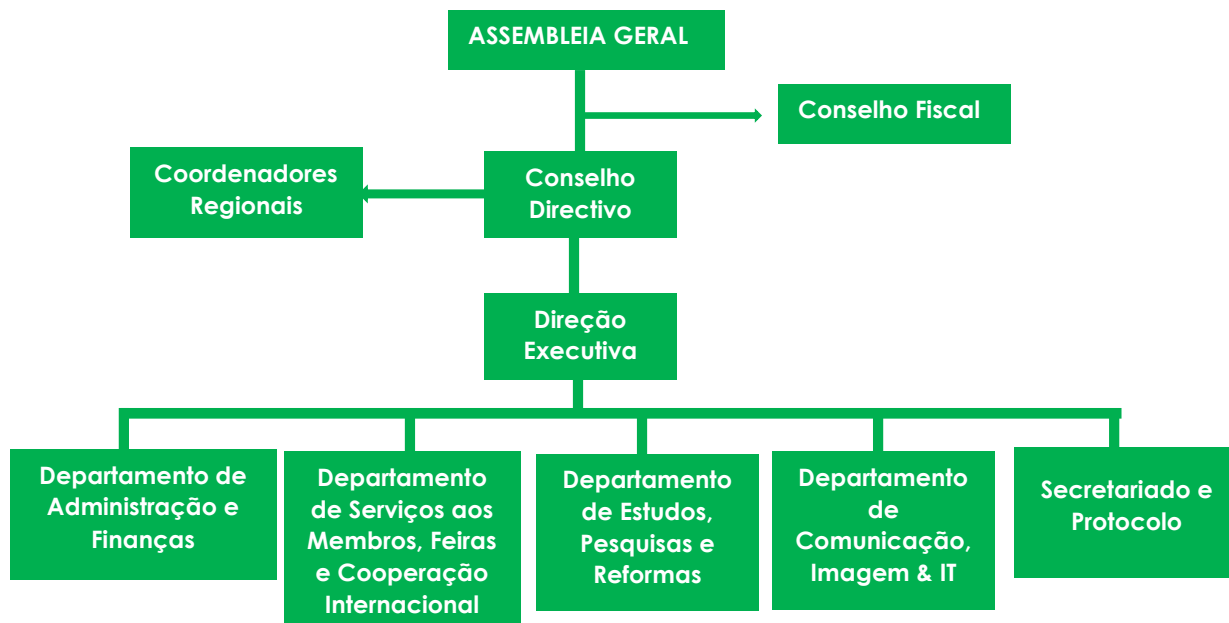 ASSEMBLEIA GERAL
Conselho Fiscal
Coordenadores
Regionais
Conselho
Directivo
Direção
Executiva
Departamento de
Administração e
Finanças
Departamento
de Serviços aos
Membros, Feiras
e Cooperação
Internacional
Departamento
de Estudos,
Pesquisas e
Reformas
Departamento
de
Comunicação,
Imagem & IT
Secretariado e
Protocolo